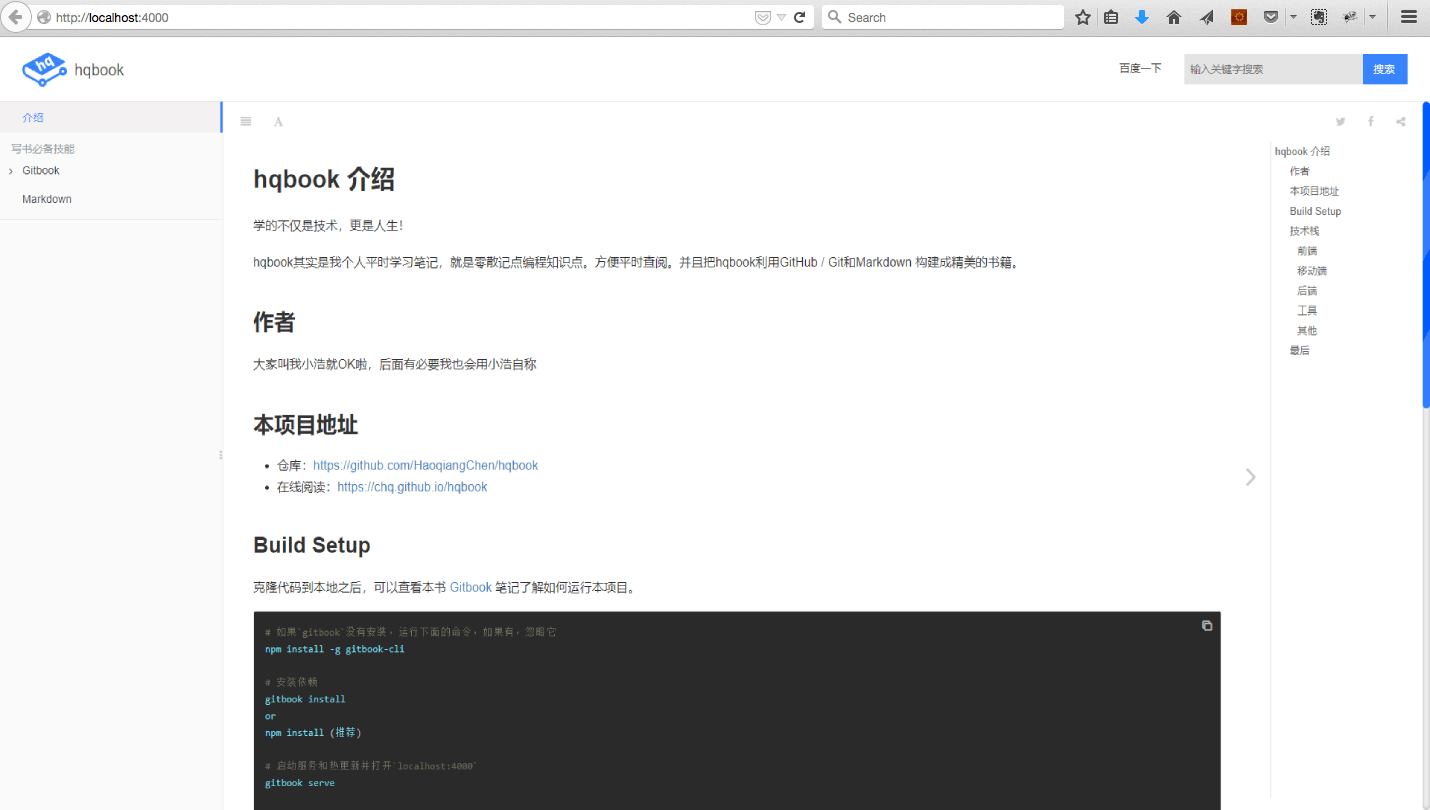 http://localhost:4000
Search
hq
hqbook
百度一下
输入关键字搜索
搜索
介绍
写书必备技能
Gitbook
Markdown
A
hqbook 介绍
学的不仅是技术，更是人生！
hqbook其实是我个人平时学习笔记，就是零散记点编程知识点。方便平时查阅。并且把hqbook利用GitHub / Git和Markdown 构建成精美的书籍。
作者
大家叫我小浩就OK啦，后面有必要我也会用小浩自称
本项目地址
仓库：https://github.com/HaoqiangChen/hqbook
在线阅读：https://chq.github.io/hqbook
Build Setup
克隆代码到本地之后，可以查看本书 Gitbook 笔记了解如何运行本项目。
# 如果`gitbook`没有安装，运行下面的命令，如果有，忽略它
npm install -g gitbook-cli
# 安装依赖
gitbook install
or
npm install (推荐)
# 启动服务和热更新并打开`localhost:4000`
gitbook serve
hqbook 介绍
作者
本项目地址
Build Setup
技术栈
前端
移动端
后端
工具
其他
最后